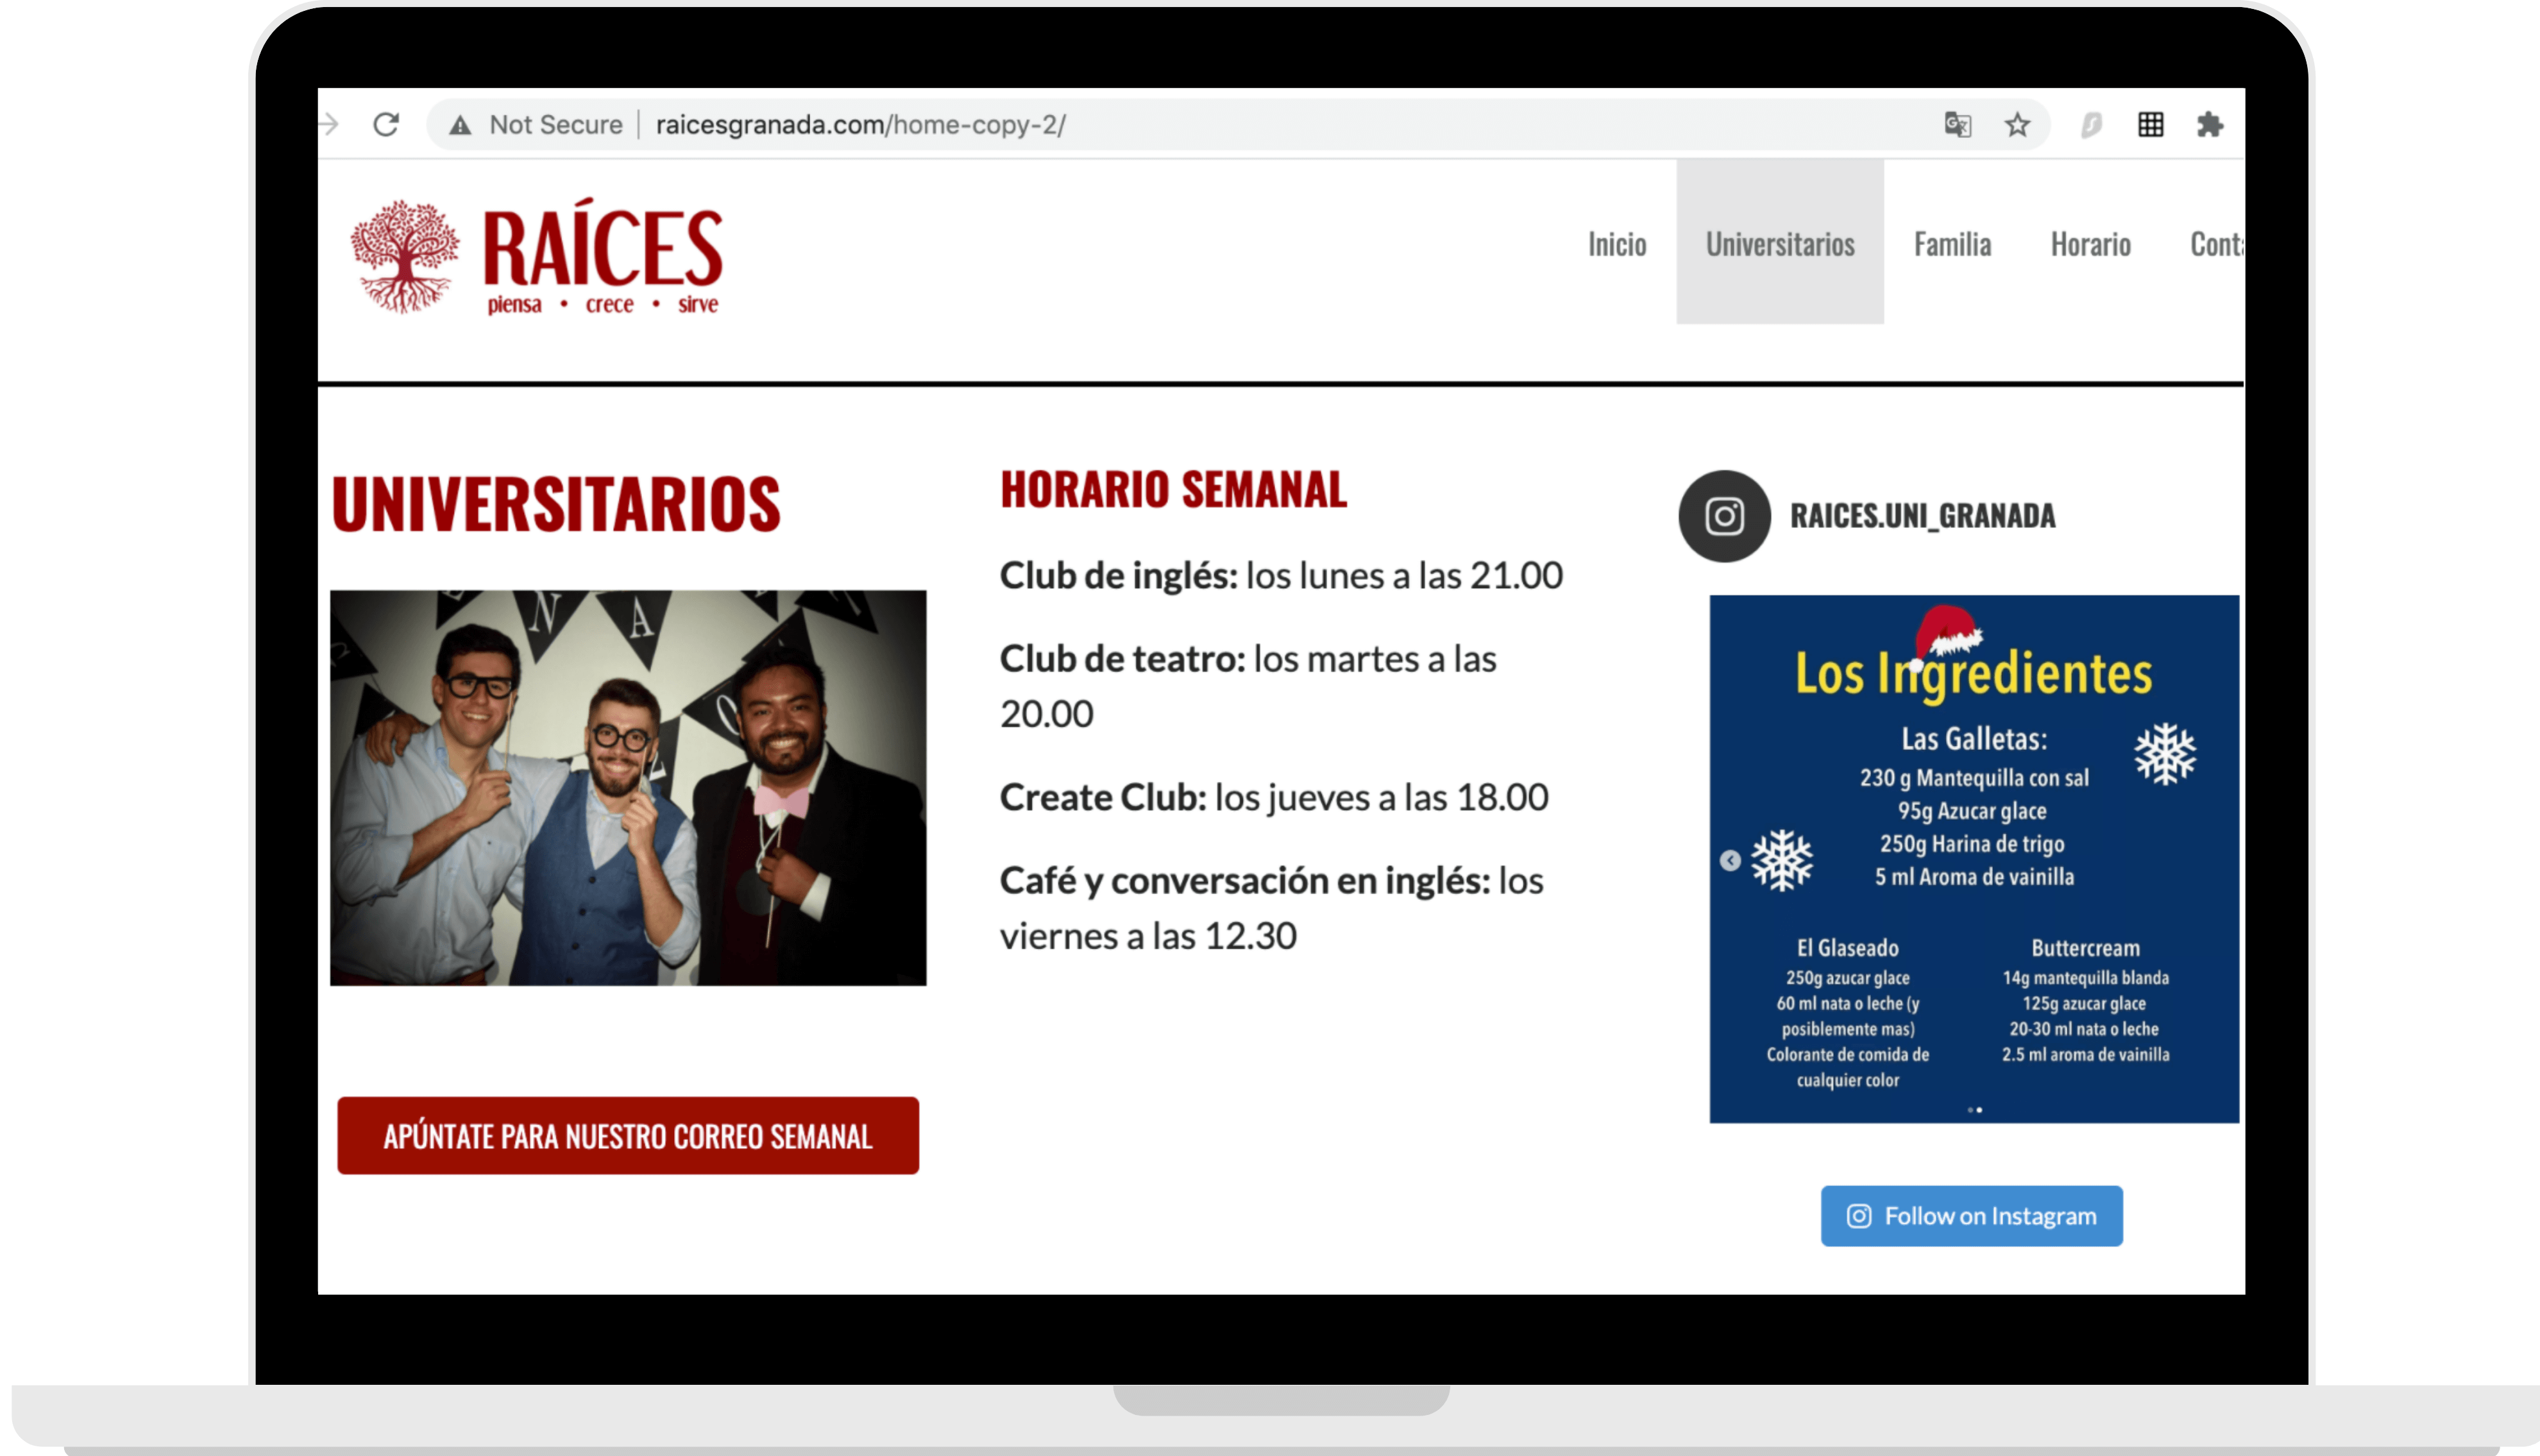 Not Secure | raicesgranada.com/home-copy-2/
RAÍCES
piensa • crece • sirve
Inicio Universitarios Familia Horario Cont
UNIVERSITARIOS
N A
APÚNTATE PARA NUESTRO CORREO SEMANAL
HORARIO SEMANAL
Club de inglés: los lunes a las 21.00
Club de teatro: los martes a las
20.00
Create Club: los jueves a las 18.00
Café y conversación en inglés: los
viernes a las 12.30
RAICES.UNI_GRANADA
Los Ingredientes
Las Galletas:
230 g Mantequilla con sal
95g Azucar glace
250g Harina de trigo
5 ml Aroma de vainilla
El Glaseado
250g azucar glace
60 ml nata o leche (y
posiblemente mas)
Colorante de comida de
cualquier color
Buttercream
14g mantequilla blanda
125g azucar glace
20-30 ml nata o leche
2.5 ml aroma de vainilla
Follow on Instagram